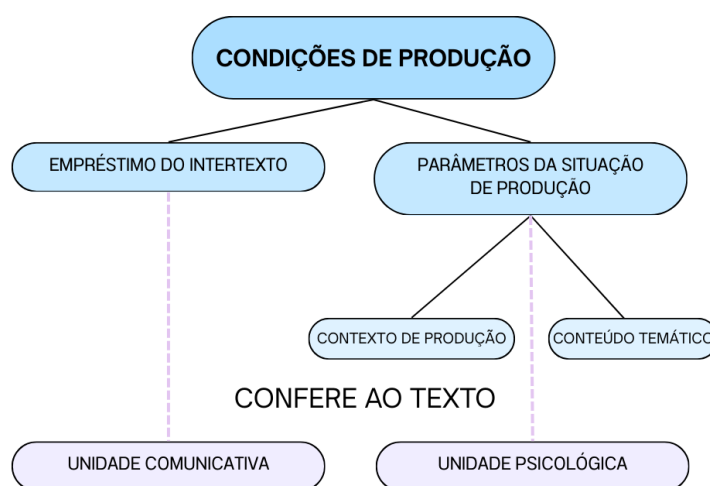 CONDIÇÕES DE PRODUÇÃO
EMPRÉSTIMO DO INTERTEXTO
PARÂMETROS DA SITUAÇÃO
DE PRODUÇÃO
CONTEXTO DE PRODUÇÃO
CONTEÚDO TEMÁTICO
CONFERE AO TEXTO
UNIDADE COMUNICATIVA
UNIDADE PSICOLÓGICA